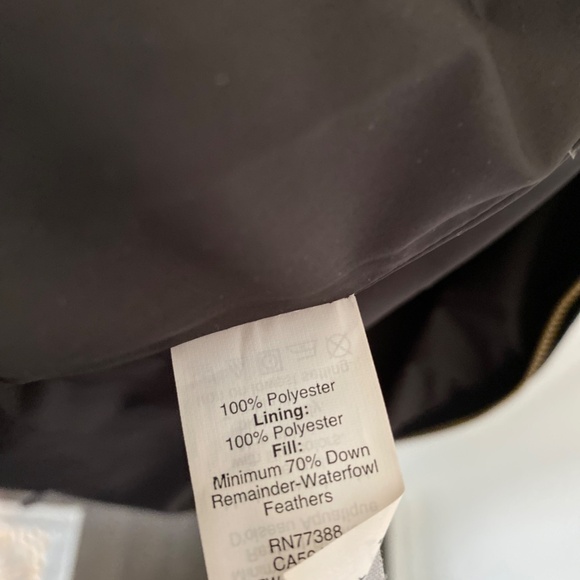 100% Polyester
Lining:
100% Polyester
Fill:
Minimum 70% Down
Remainder-Waterfowl
Feathers
RN77388